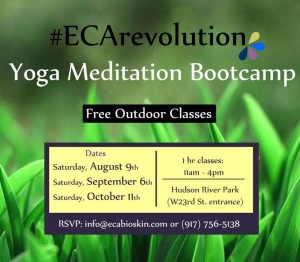 #ECArevolution
Yoga Meditation Bootcamp
Free Outdoor Classes
Dates
Saturday, August 9th
Saturday, September 6th
Saturday, October 11th
1 hr classes:
11am - 4pm
Hudson River Park
(W23rd St. entrance)
RSVP: info@ecabioskin.com or (917) 756-5138